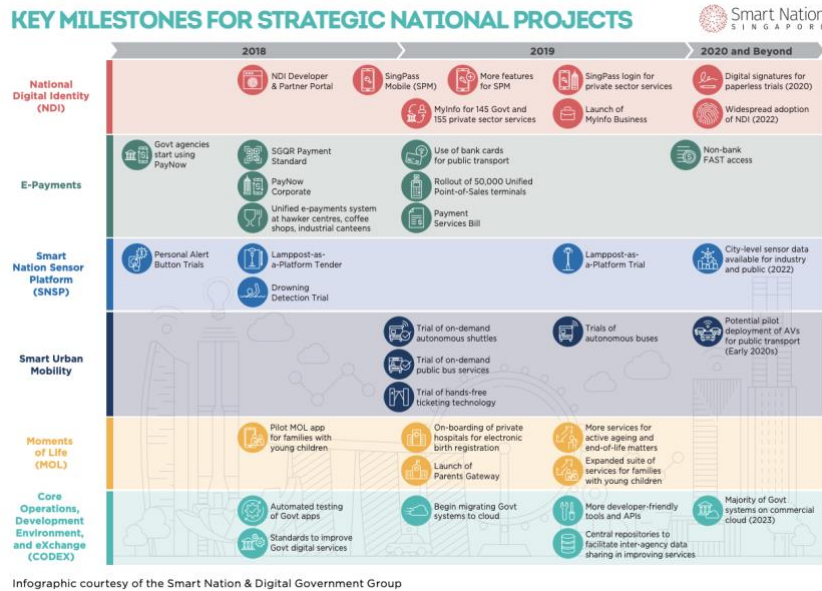 KEY MILESTONES FOR STRATEGIC NATIONAL PROJECTS
Smart Nation
SINGAPORE
2018
2019
2020 and Beyond
National
Digital Identity
(NDI)
NDI Developer
& Partner Portal
SingPass
Mobile (SPM)
More features
for SPM
SingPass login for
private sector services
Digital signatures for
paperless trials (2020)
MyInfo for 145 Govt and
155 private sector services
Launch of
MyInfo Business
Widespread adoption
of NDI (2022)
E-Payments
Govt agencies
start using
PayNow
SGQR Payment
Standard
Use of bank cards
for public transport
Non-bank
FAST access
PayNow
Corporate
Rollout of 50,000 Unified
Point-of-Sales terminals
Unified e-payments system
at hawker centres, coffee
shops, industrial canteens
Payment
Services Bill
Smart
Nation Sensor
Platform
(SNSP)
Personal Alert
Button Trials
Lamppost-as-
a-Platform Tender
Lamppost-as-
a-Platform Trial
City-level sensor data
available for industry
and public (2022)
Drowning
Detection Trial
Smart Urban
Mobility
Trial of on-demand
autonomous shuttles
Trials of
autonomous buses
Potential pilot
deployment of AVs
for public transport
(Early 2020s)
Trial of on-demand
public bus services
Trial of hands-free
ticketing technology
Moments
of Life
(MOL)
Pilot MOL app
for families with
young children
On-boarding of private
hospitals for electronic
birth registration
More services for
active ageing and
end-of-life matters
Launch of
Parents Gateway
Expanded suite of
services for families
with young children
Core
Operations,
Development
Environment,
and eXchange
(CODEX)
Automated testing
of Govt apps
Begin migrating Govt
systems to cloud
More developer-friendly
tools and APIs
Majority of Govt
systems on commercial
cloud (2023)
Standards to improve
Govt digital services
Central repositories to
facilitate inter-agency data
sharing in improving services
Infographic courtesy of the Smart Nation & Digital Government Group